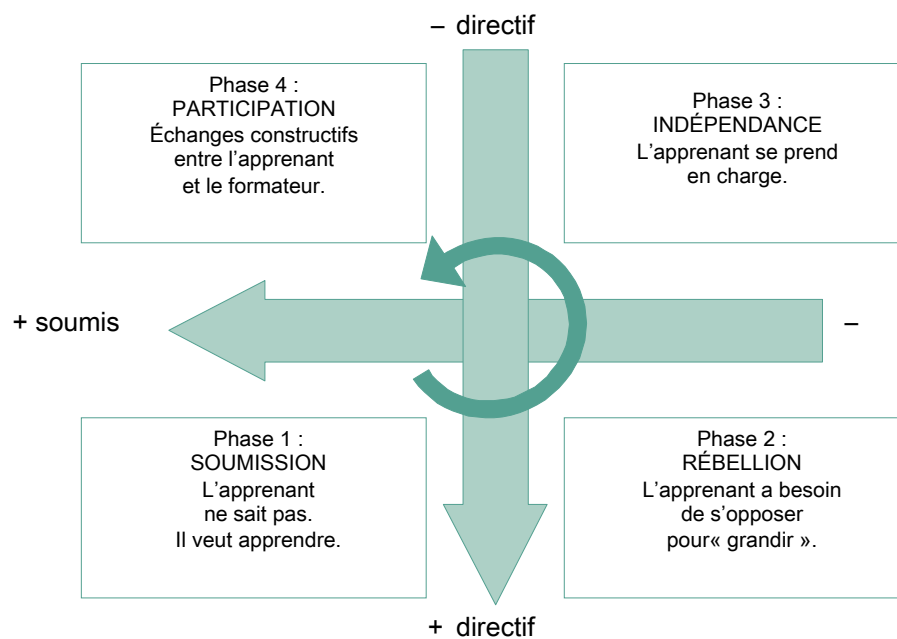 – directif
Phase 4 :
PARTICIPATION
Échanges constructifs
entre l’apprenant
et le formateur.
Phase 3 :
INDÉPENDANCE
L’apprenant se prend
en charge.
+ soumis
–
Phase 1 :
SOUMISSION
L’apprenant
ne sait pas.
Il veut apprendre.
Phase 2 :
RÉBELLION
L’apprenant a besoin
de s’opposer
pour« grandir ».
+ directif